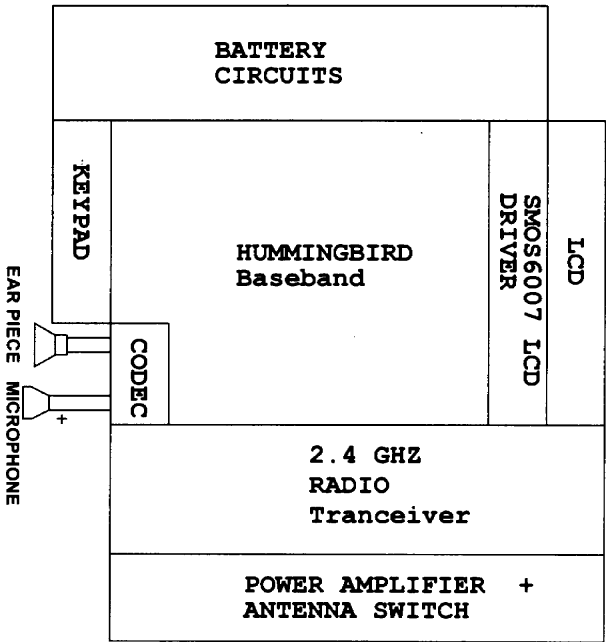 BATTERY
CIRCUITS
KEYPAD
HUMMINGBIRD
Baseband
SMOS6007 LCD
DRIVER
LCD
EAR PIECE
MICROPHONE
+
CODEC
2.4 GHZ
RADIO
Tranceiver
POWER AMPLIFIER +
ANTENNA SWITCH